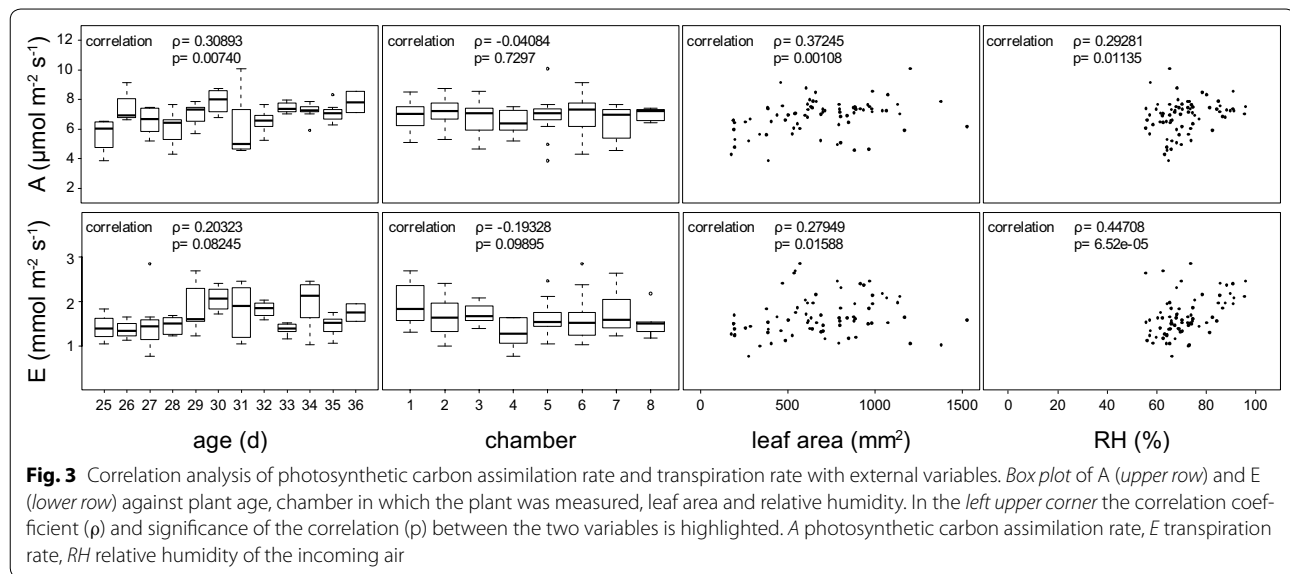 correlation ρ = 0.30893
p= 0.00740
correlation ρ = -0.04084
p= 0.7297
correlation ρ = 0.37245
p= 0.00108
correlation ρ = 0.29281
p= 0.01135
A (μmol m-2 s-1)
12
10
8
6
4
2
correlation ρ = 0.20323
p= 0.08245
correlation ρ = -0.19328
p= 0.09895
correlation ρ = 0.27949
p= 0.01588
correlation ρ = 0.44708
p= 6.52e-05
E (mmol m-2 s-1)
3
2
1
25 26 27 28 29 30 31 32 33 34 35 36
1 2 3 4 5 6 7 8
0 500 1000 1500
0 20 40 60 80 100
age (d) chamber leaf area (mm²) RH (%)
Fig. 3 Correlation analysis of photosynthetic carbon assimilation rate and transpiration rate with external variables. Box plot of A (upper row) and E
(lower row) against plant age, chamber in which the plant was measured, leaf area and relative humidity. In the left upper corner the correlation coef-
ficient (ρ) and significance of the correlation (p) between the two variables is highlighted. A photosynthetic carbon assimilation rate, E transpiration
rate, RH relative humidity of the incoming air